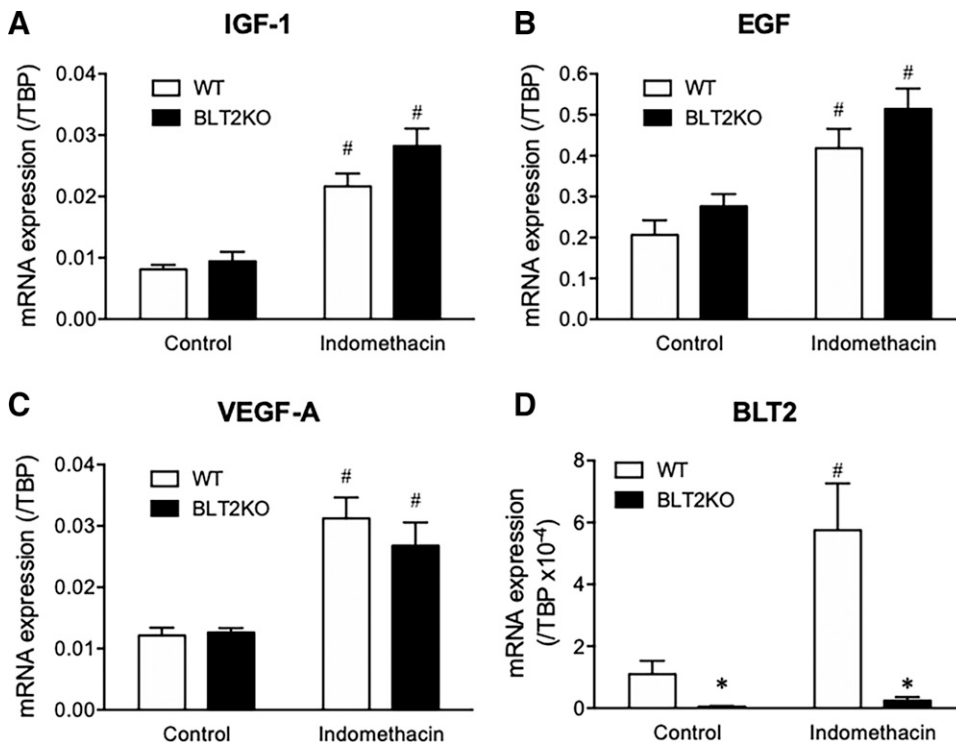 A
IGF-1
mRNA expression (/TBP)
0.04
0.03
0.02
0.01
0.00
WT
BLT2KO
#
#
Control
Indomethacin
B
EGF
mRNA expression (/TBP)
0.6
0.5
0.4
0.3
0.2
0.1
0.0
WT
BLT2KO
#
#
Control
Indomethacin
C
VEGF-A
mRNA expression (/TBP)
0.04
0.03
0.02
0.01
0.00
WT
BLT2KO
#
#
Control
Indomethacin
D
BLT2
mRNA expression
(/TBP x10⁻⁴)
8
6
4
2
0
WT
BLT2KO
#
*
*
Control
Indomethacin